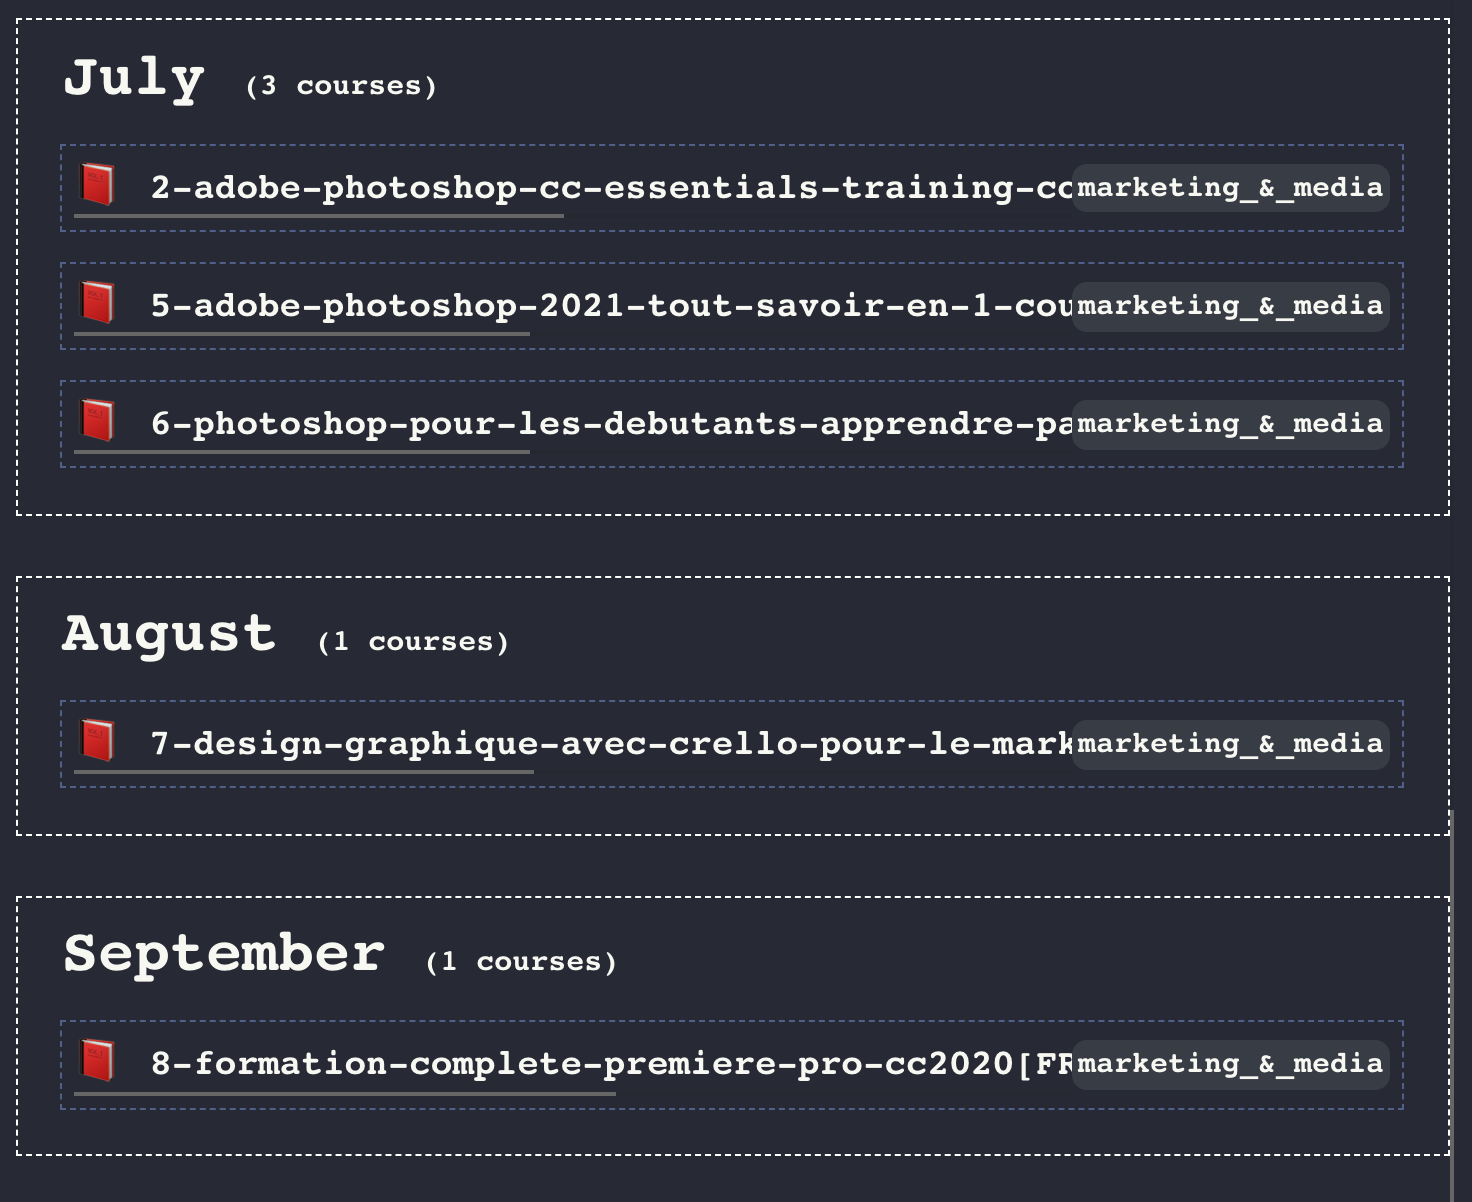 July (3 courses)
2-adobe-photoshop-cc-essentials-training-cc marketing_&_media
5-adobe-photoshop-2021-tout-savoir-en-1-cou marketing_&_media
6-photoshop-pour-les-debutants-apprendre-pa marketing_&_media
August (1 courses)
7-design-graphique-avec-crello-pour-le-mark marketing_&_media
September (1 courses)
8-formation-complete-premiere-pro-cc2020[FR marketing_&_media